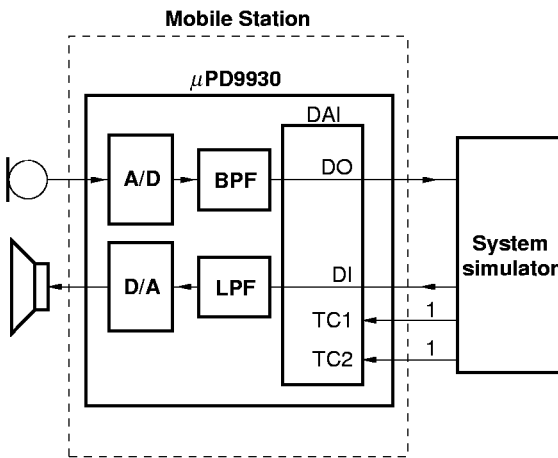 Mobile Station
μPD9930
DAI
A/D
BPF
DO
D/A
LPF
DI
System
simulator
TC1
1
TC2
1